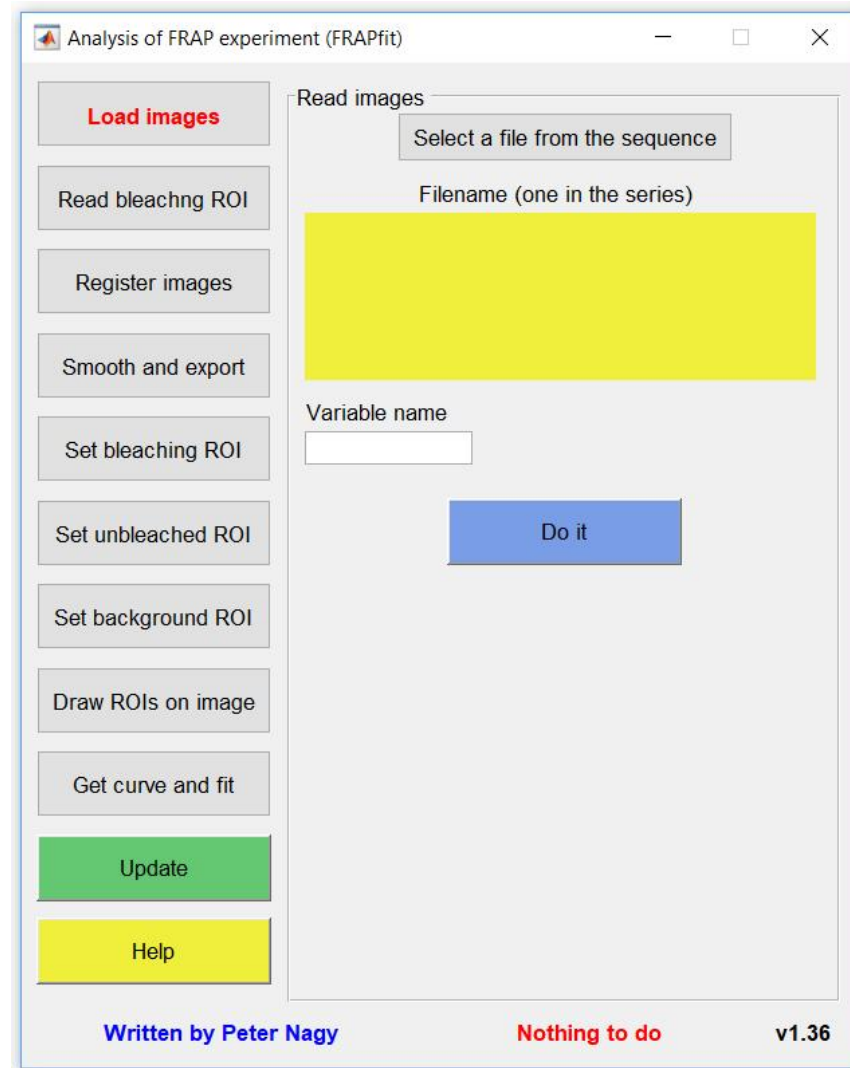 Analysis of FRAP experiment (FRAPfit)
Load images
Read bleachng ROI
Register images
Smooth and export
Set bleaching ROI
Set unbleached ROI
Set background ROI
Draw ROIs on image
Get curve and fit
Update
Help
Read images
Select a file from the sequence
Filename (one in the series)
Variable name
Do it
Written by Peter Nagy
Nothing to do
v1.36